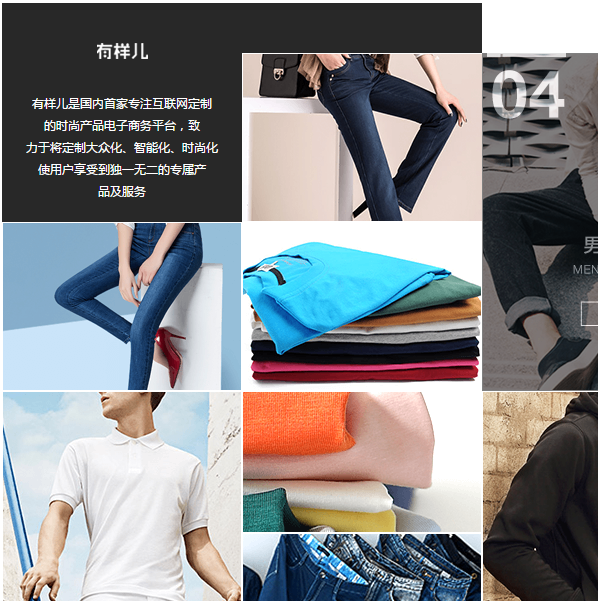 有样儿
有样儿是国内首家专注互联网定制
的时尚产品电子商务平台，致
力于将定制大众化、智能化、时尚化
使用户享受到独一无二的专属产
品及服务
04
男
MEN